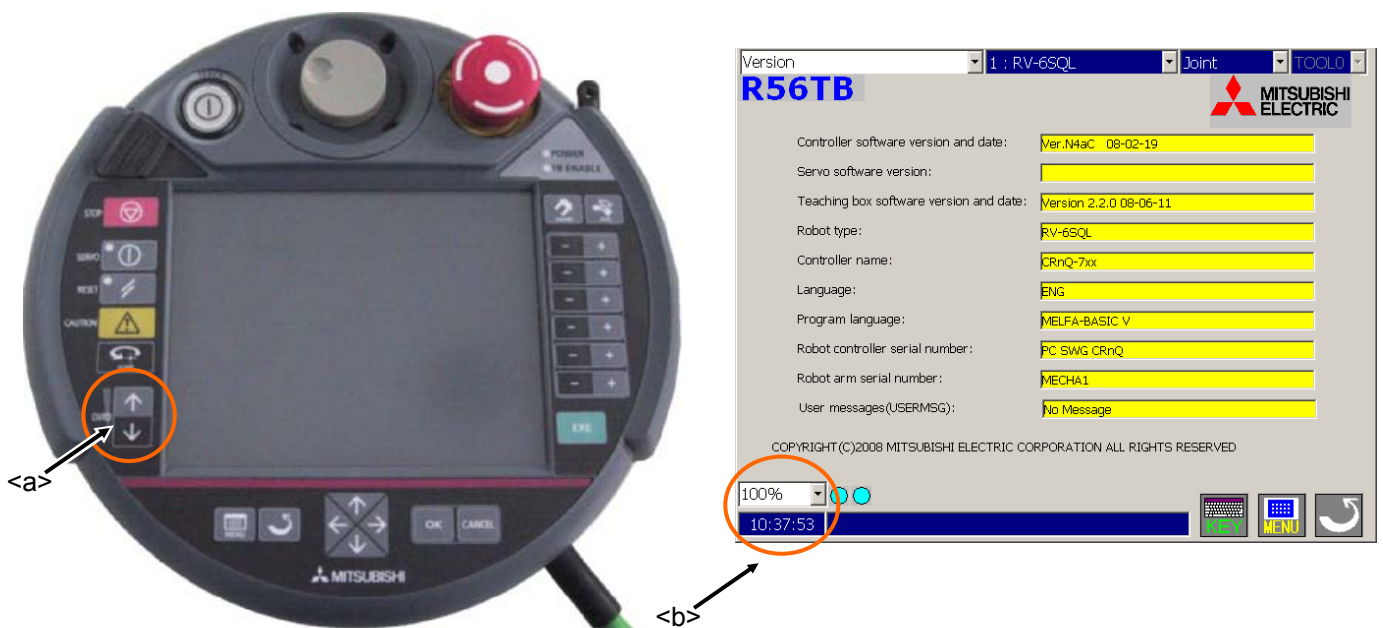 POWER
TB ENABLE
STOP
SERVO
RESET
CAUTION
OVRD
EXE
MENU
OK
CANCEL
MITSUBISHI
<a>
Version
1 : RV-6SQL
Joint
TOOL0
R56TB
MITSUBISHI
ELECTRIC
Controller software version and date: Ver.N4aC 08-02-19
Servo software version:
Teaching box software version and date: Version 2.2.0 08-06-11
Robot type: RV-6SQL
Controller name: CRnQ-7xx
Language: ENG
Program language: MELFA-BASIC V
Robot controller serial number: PC SWG CRnQ
Robot arm serial number: MECHA1
User messages(USERMSG): No Message
COPYRIGHT(C)2008 MITSUBISHI ELECTRIC CORPORATION ALL RIGHTS RESERVED
100%
10:37:53
KEY
MENU
<b>